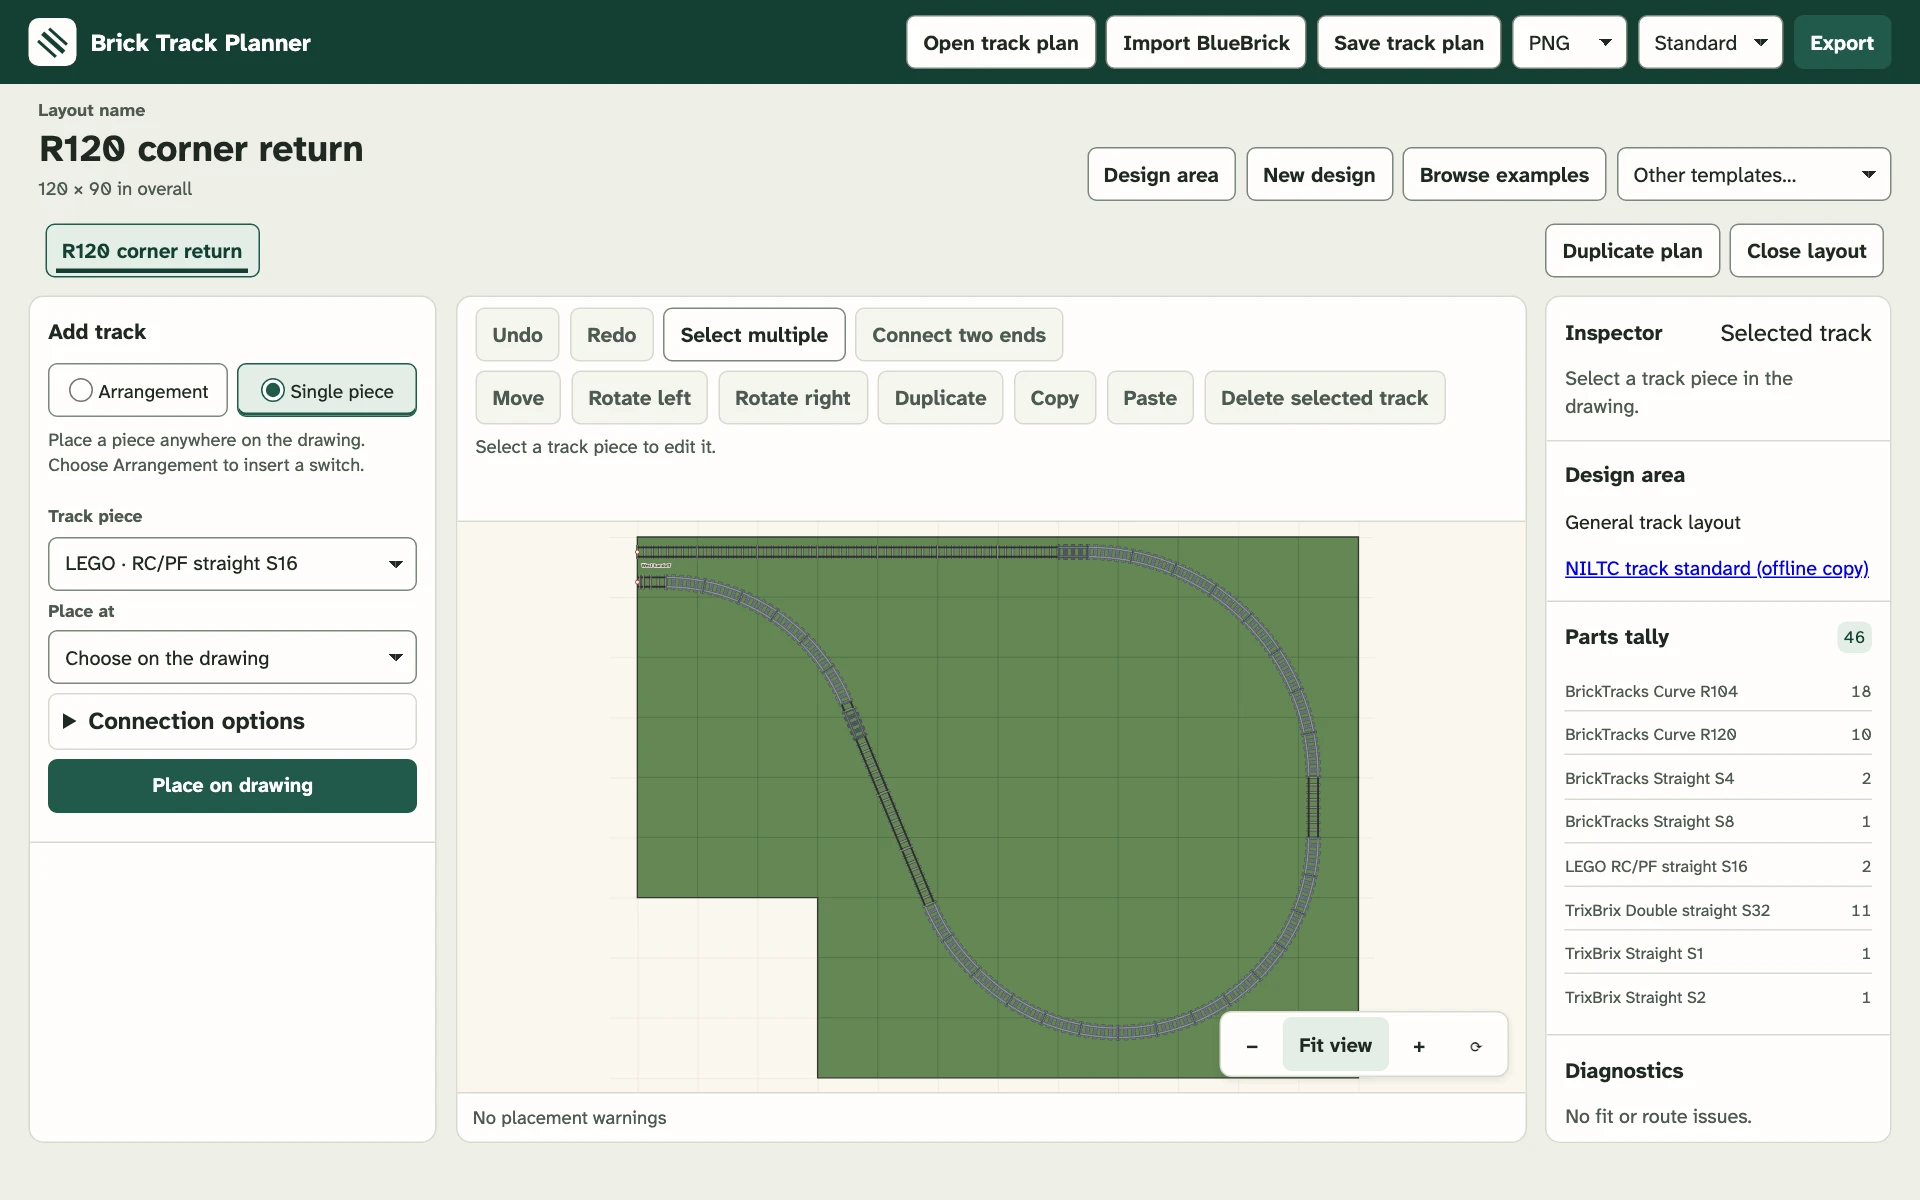 Brick Track Planner
Open track plan
Import BlueBrick
Save track plan
PNG
Standard
Export
Layout name
R120 corner return
120 × 90 in overall
Design area
New design
Browse examples
Other templates...
R120 corner return
Duplicate plan
Close layout
Add track
Arrangement
Single piece
Place a piece anywhere on the drawing.
Choose Arrangement to insert a switch.
Track piece
LEGO · RC/PF straight S16
Place at
Choose on the drawing
Connection options
Place on drawing
Undo
Redo
Select multiple
Connect two ends
Move
Rotate left
Rotate right
Duplicate
Copy
Paste
Delete selected track
Select a track piece to edit it.
− Fit view +
No placement warnings
Inspector
Selected track
Select a track piece in the
drawing.
Design area
General track layout
NILTC track standard (offline copy)
Parts tally 46
BrickTracks Curve R104 18
BrickTracks Curve R120 10
BrickTracks Straight S4 2
BrickTracks Straight S8 1
LEGO RC/PF straight S16 2
TrixBrix Double straight S32 11
TrixBrix Straight S1 1
TrixBrix Straight S2 1
Diagnostics
No fit or route issues.